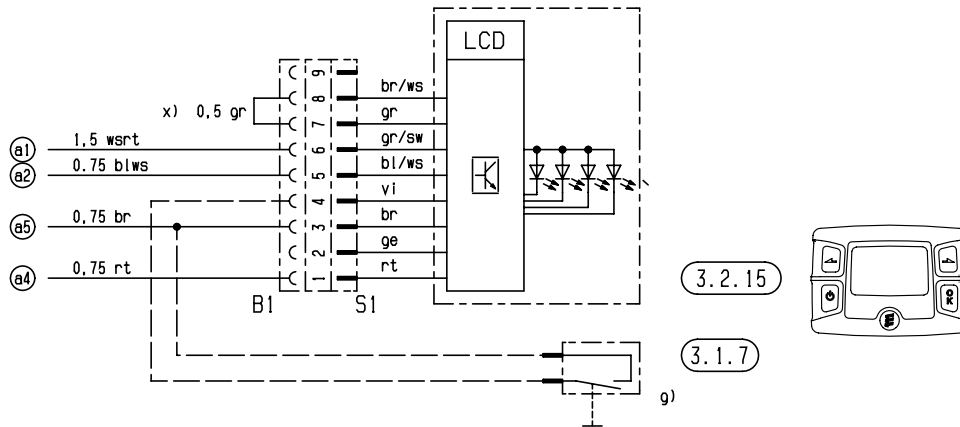 LCD
9
br/ws
8
x) 0,5 gr
gr
7
a1 1,5 wsrt
gr/sw
6
a2 0.75 blws
bl/ws
5
vi
4
a5 0,75 br
br
3
ge
2
a4 0,75 rt
rt
1
B1 S1
3.2.15
OK
3.1.7
g)